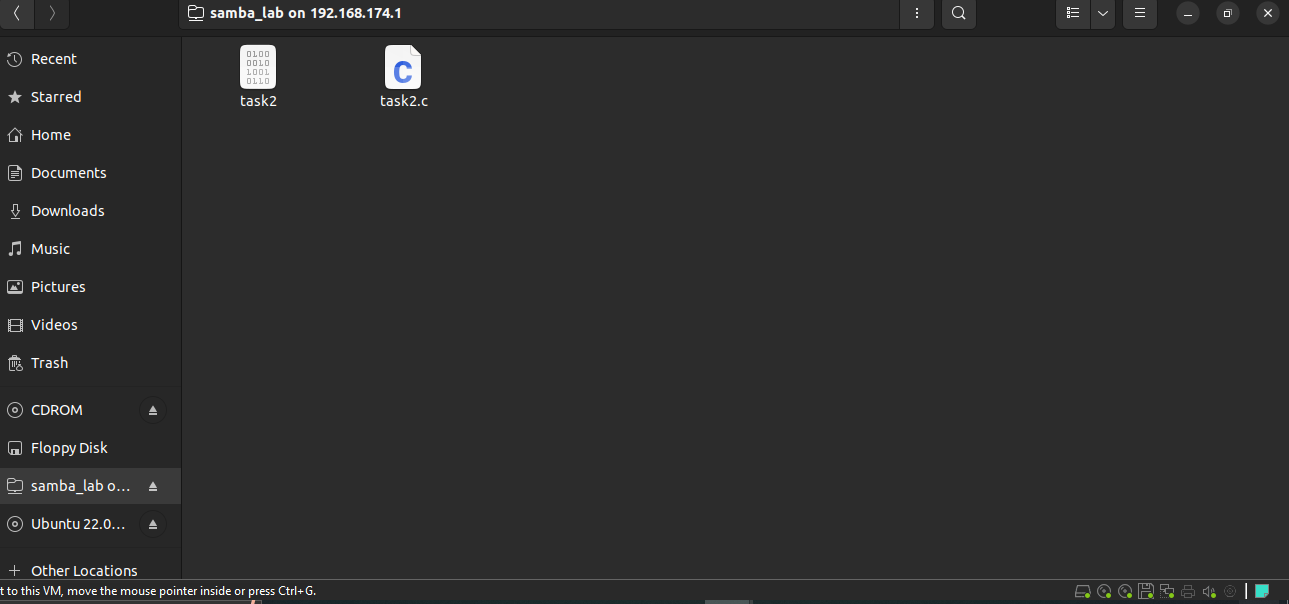 samba_lab on 192.168.174.1
Recent
Starred
Home
Documents
Downloads
Music
Pictures
Videos
Trash
CDROM
Floppy Disk
samba_lab o...
Ubuntu 22.0...
Other Locations
0100
0010
1001
0110
task2
C
task2.c
t to this VM, move the mouse pointer inside or press Ctrl+G.